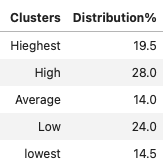 Clusters Distribution%
Hieghest 19.5
High 28.0
Average 14.0
Low 24.0
lowest 14.5